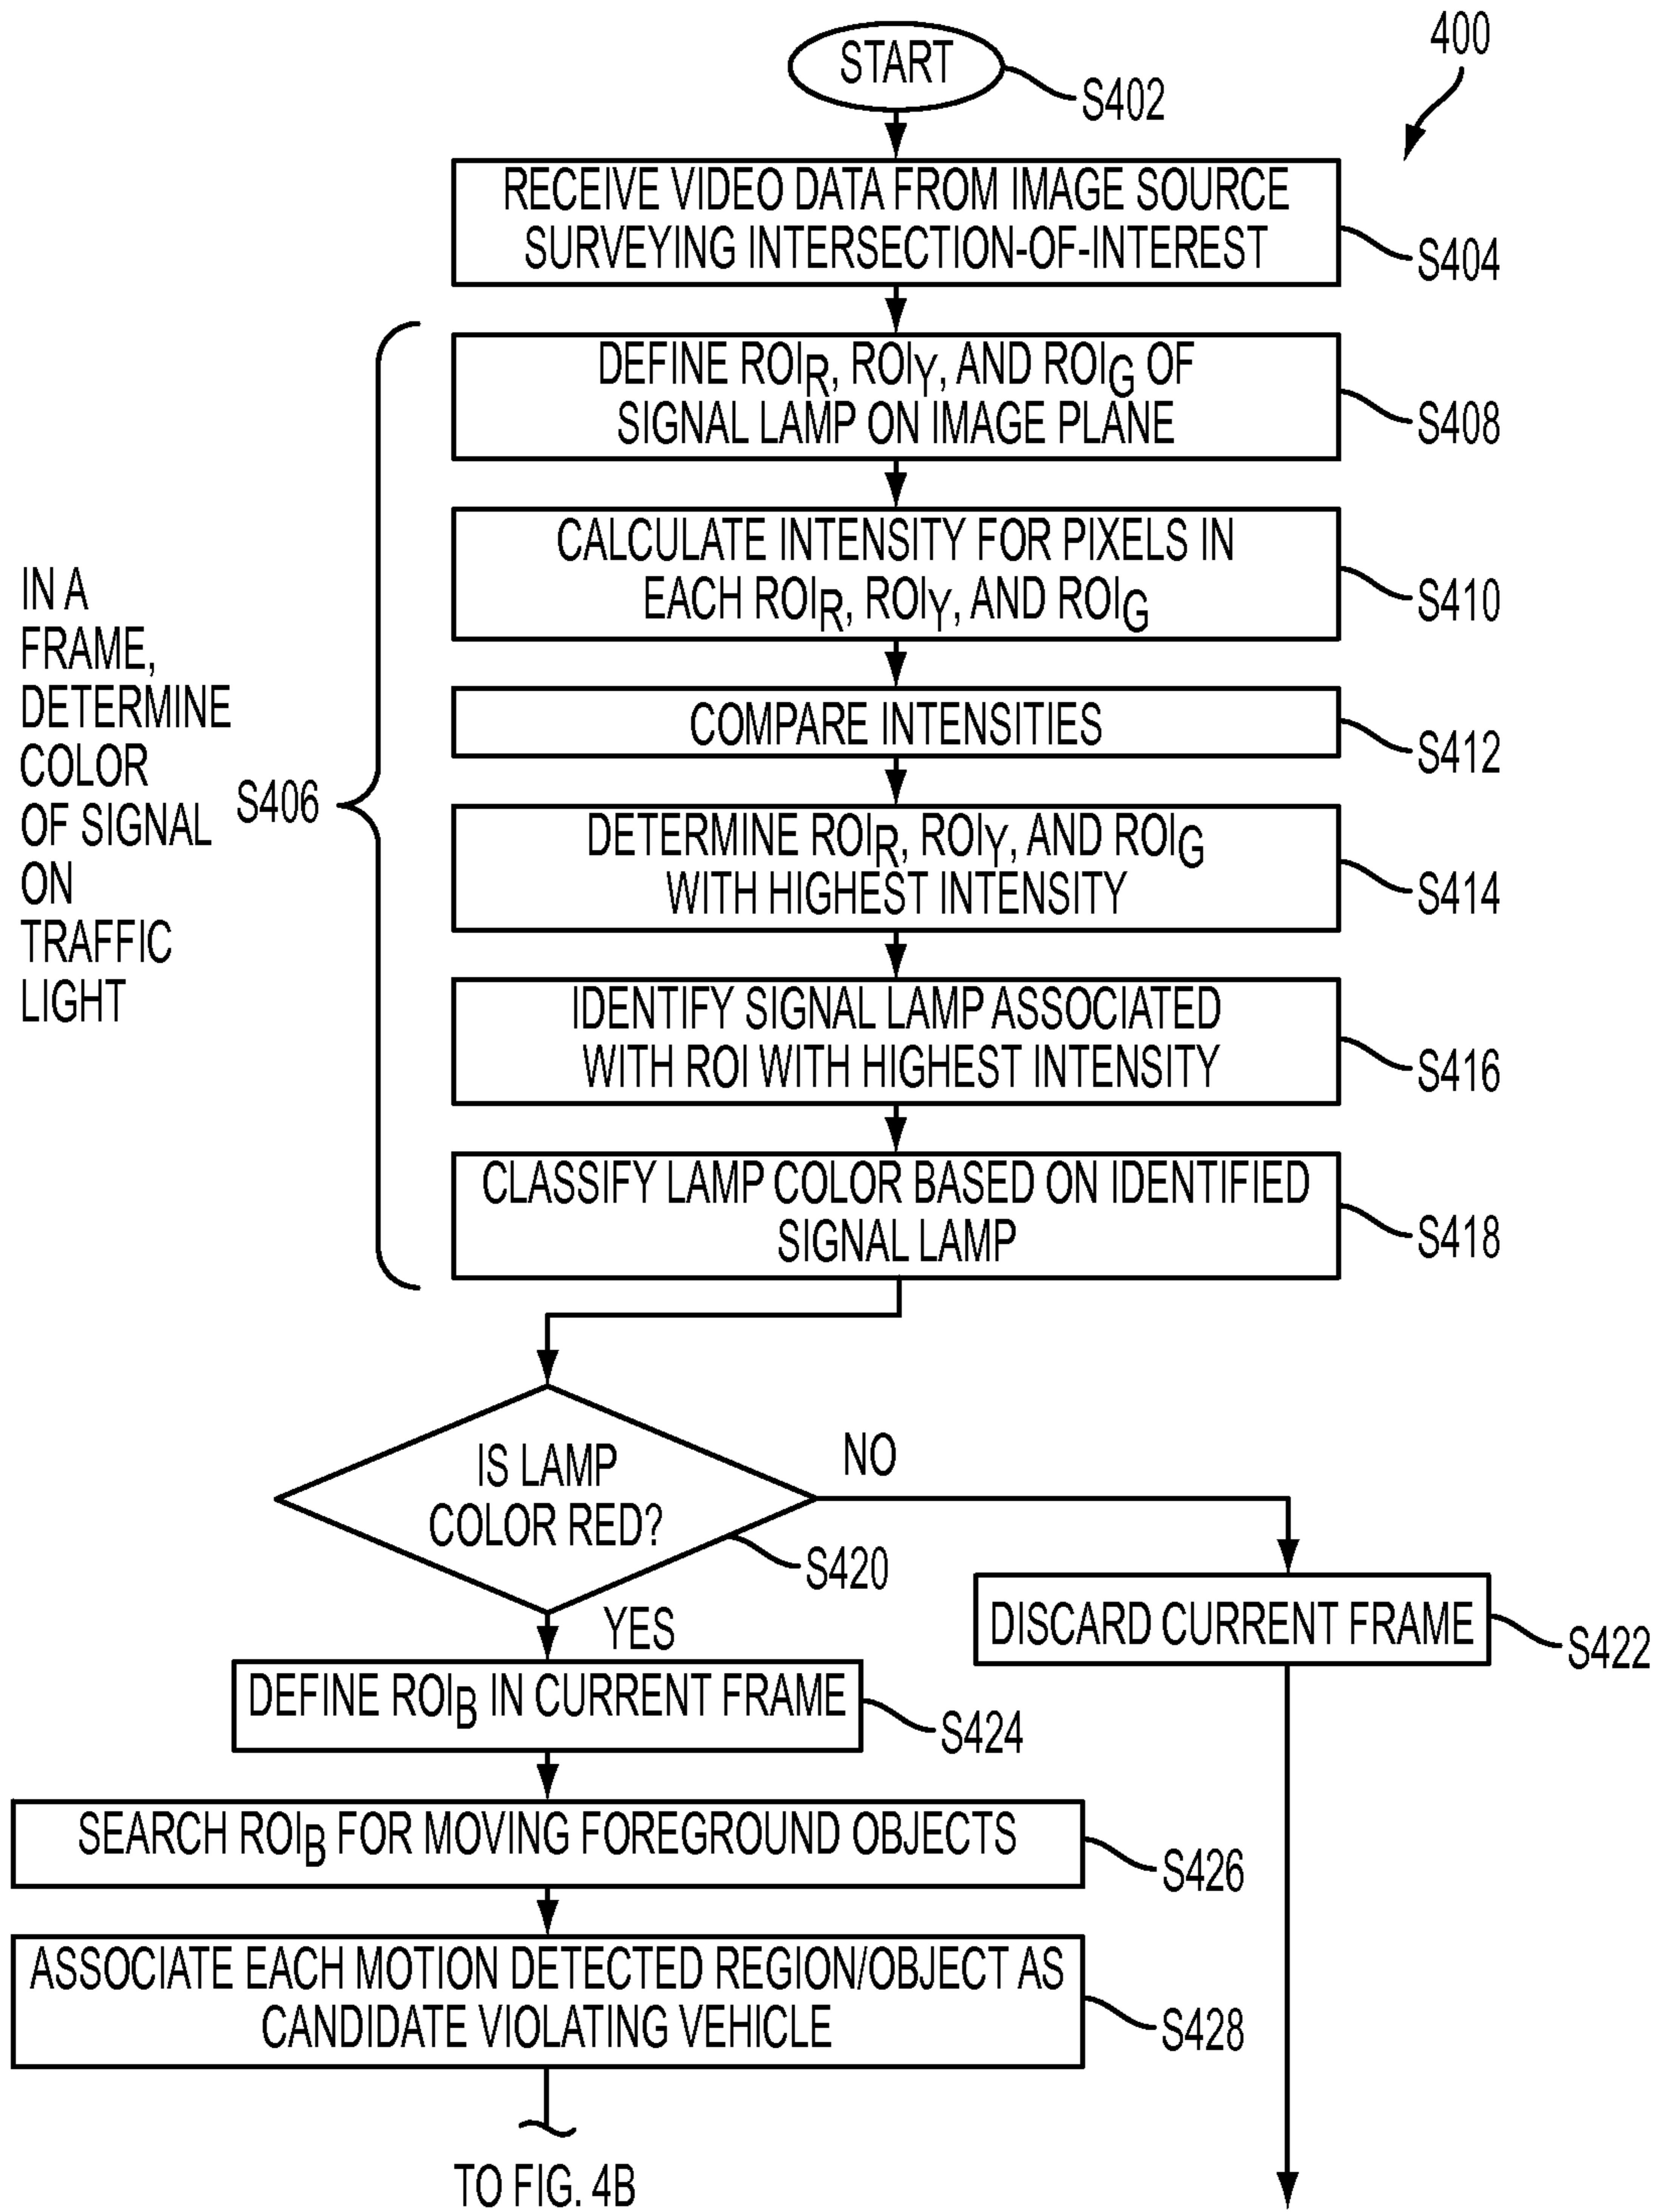 START
S402
400
RECEIVE VIDEO DATA FROM IMAGE SOURCE
SURVEYING INTERSECTION-OF-INTEREST
S404
DEFINE ROIR, ROIY, AND ROIG OF
SIGNAL LAMP ON IMAGE PLANE
S408
CALCULATE INTENSITY FOR PIXELS IN
EACH ROIR, ROIY, AND ROIG
S410
IN A
FRAME,
DETERMINE
COLOR
OF SIGNAL
ON
TRAFFIC
LIGHT
S406
COMPARE INTENSITIES
S412
DETERMINE ROIR, ROIY, AND ROIG
WITH HIGHEST INTENSITY
S414
IDENTIFY SIGNAL LAMP ASSOCIATED
WITH ROI WITH HIGHEST INTENSITY
S416
CLASSIFY LAMP COLOR BASED ON IDENTIFIED
SIGNAL LAMP
S418
IS LAMP
COLOR RED?
S420
NO
DISCARD CURRENT FRAME
S422
YES
DEFINE ROIB IN CURRENT FRAME
S424
SEARCH ROIB FOR MOVING FOREGROUND OBJECTS
S426
ASSOCIATE EACH MOTION DETECTED REGION/OBJECT AS
CANDIDATE VIOLATING VEHICLE
S428
TO FIG. 4B